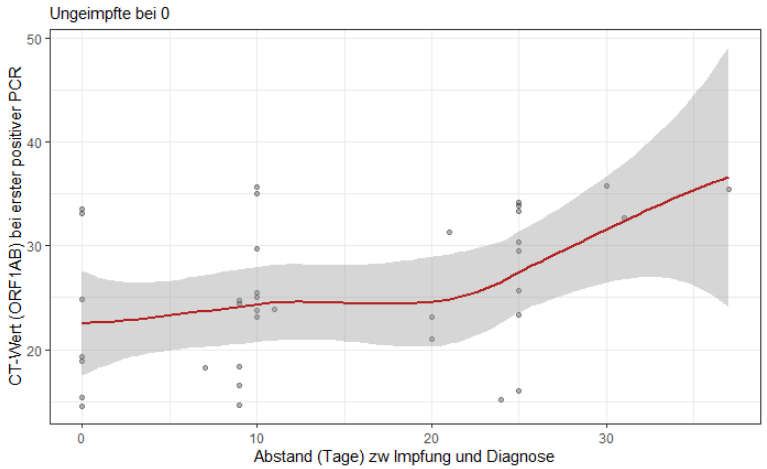 Ungeimpfte bei 0
CT-Wert (ORF1AB) bei erster positiver PCR
50
40
30
20
0
10
20
30
Abstand (Tage) zw Impfung und Diagnose